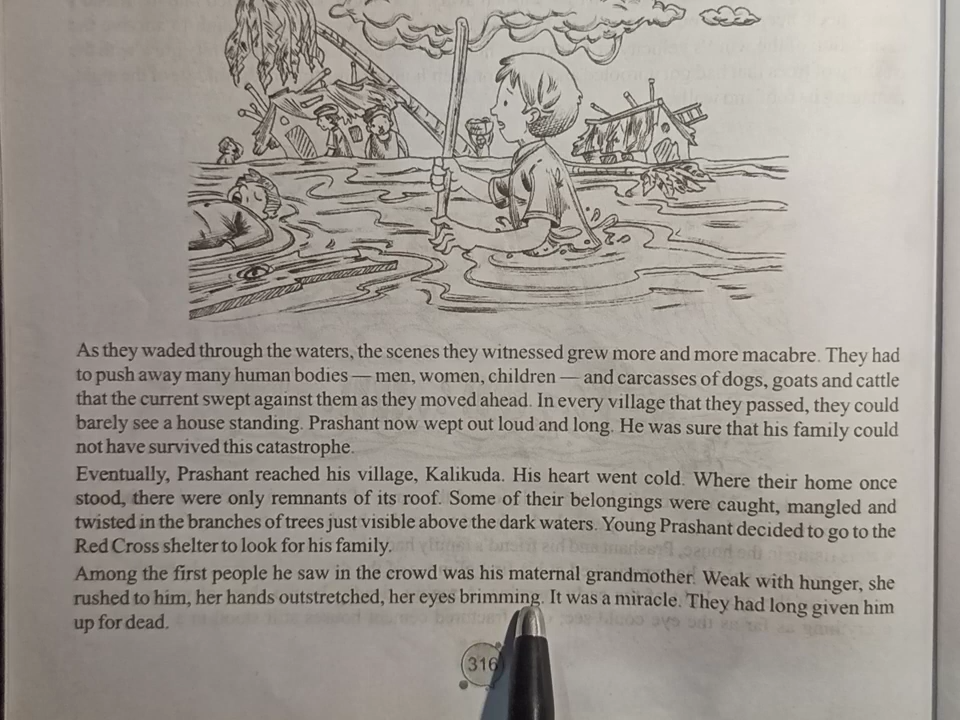 As they waded through the waters, the scenes they witnessed grew more and more macabre. They had
to push away many human bodies — men, women, children — and carcasses of dogs, goats and cattle
that the current swept against them as they moved ahead. In every village that they passed, they could
barely see a house standing. Prashant now wept out loud and long. He was sure that his family could
not have survived this catastrophe.
Eventually, Prashant reached his village, Kalikuda. His heart went cold. Where their home once
stood, there were only remnants of its roof. Some of their belongings were caught, mangled and
twisted in the branches of trees just visible above the dark waters. Young Prashant decided to go to the
Red Cross shelter to look for his family.
Among the first people he saw in the crowd was his maternal grandmother. Weak with hunger, she
rushed to him, her hands outstretched, her eyes brimming. It was a miracle. They had long given him
up for dead.
316